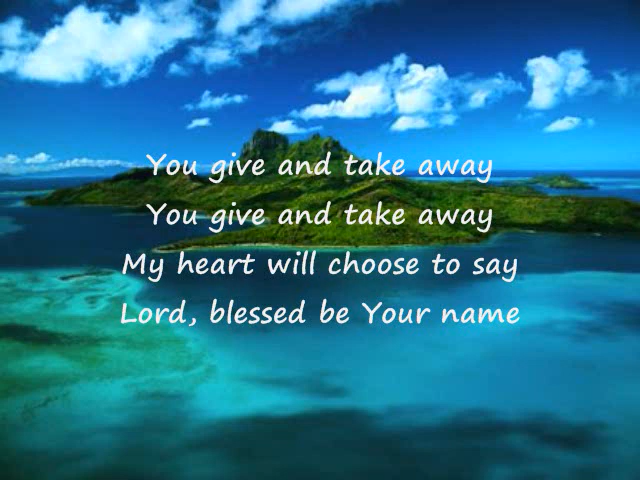 You give and take away
You give and take away
My heart will choose to say
Lord, blessed be Your name